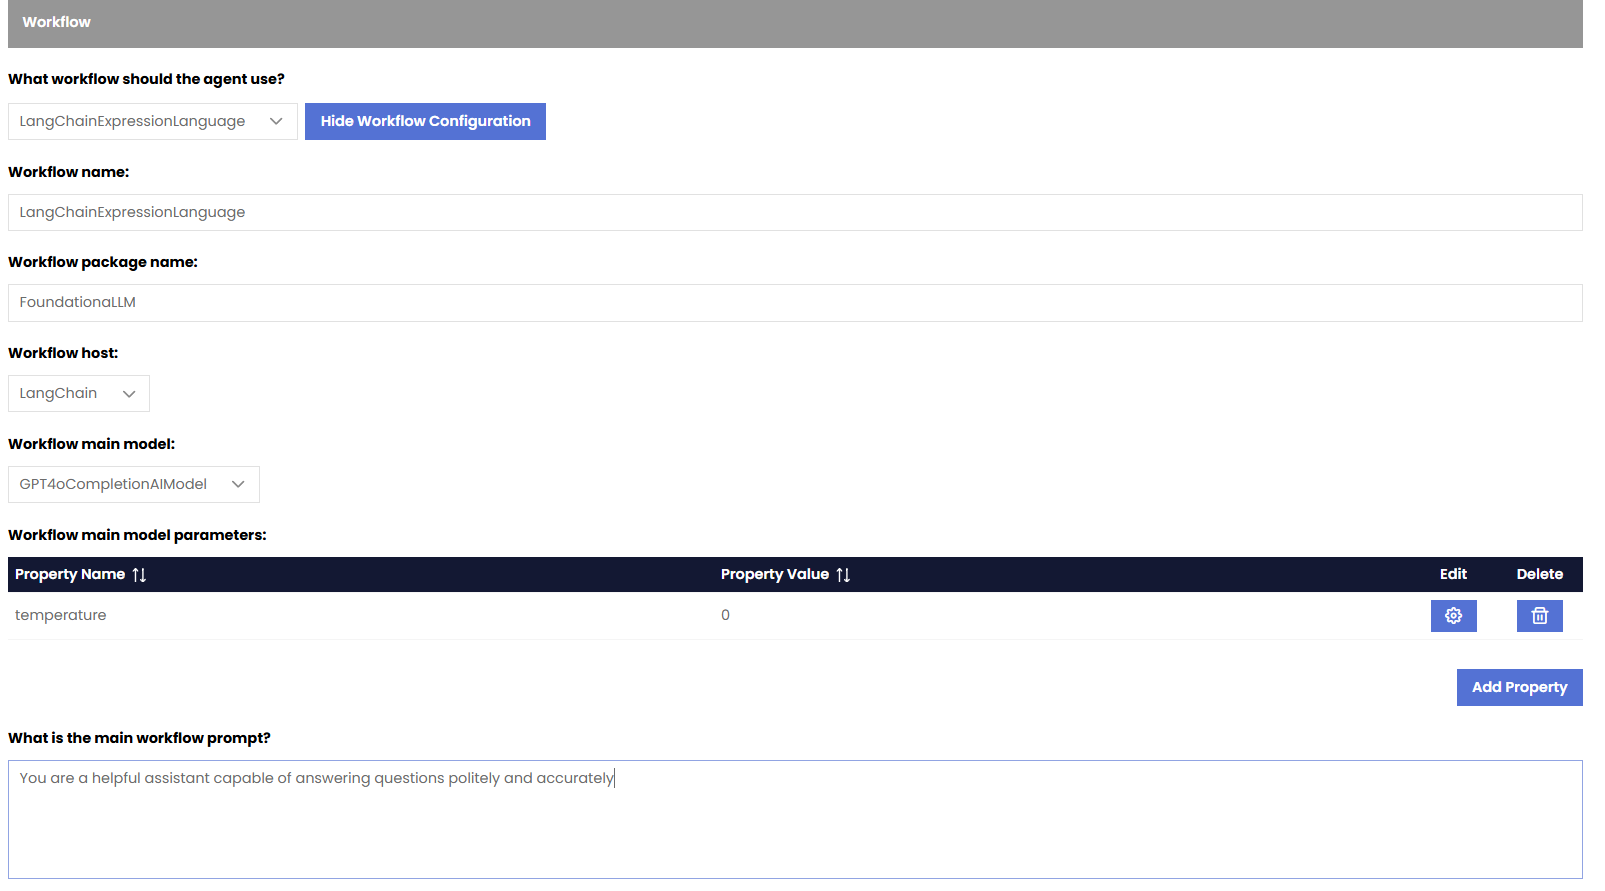 Workflow
What workflow should the agent use?
LangChainExpressionLanguage Hide Workflow Configuration
Workflow name:
LangChainExpressionLanguage
Workflow package name:
FoundationaLLM
Workflow host:
LangChain
Workflow main model:
GPT4oCompletionAIModel
Workflow main model parameters:
Property Name Property Value Edit Delete
temperature 0
Add Property
What is the main workflow prompt?
You are a helpful assistant capable of answering questions politely and accurately